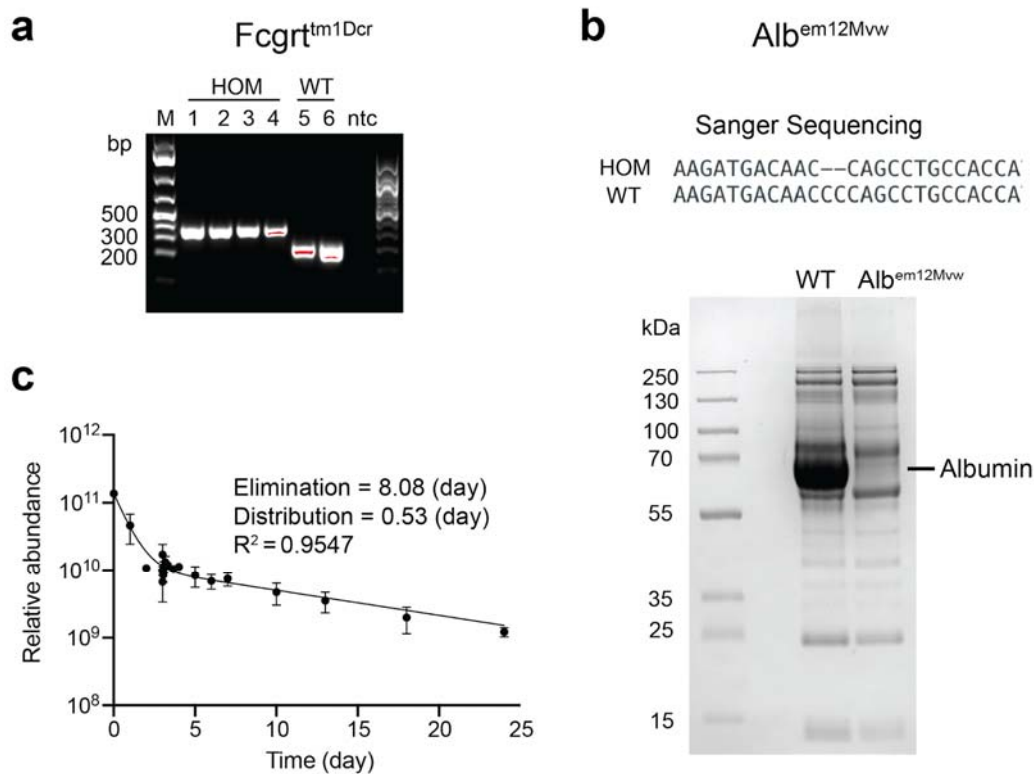 a
Fcgrt^tm1Dcr
HOM WT
M 1 2 3 4 5 6 ntc
bp
500
300
200
b
Alb^em12Mvw
Sanger Sequencing
HOM AAGATGACAAC––CAGCCTGCCACCA
WT AAGATGACAACCCCAGCCTGCCACCA
WT Alb^em12Mvw
kDa
250
130
100
70
55
35
25
15
Albumin
c
Relative abundance
10^12
10^11
10^10
10^9
10^8
Elimination = 8.08 (day)
Distribution = 0.53 (day)
R² = 0.9547
0 5 10 15 20 25
Time (day)